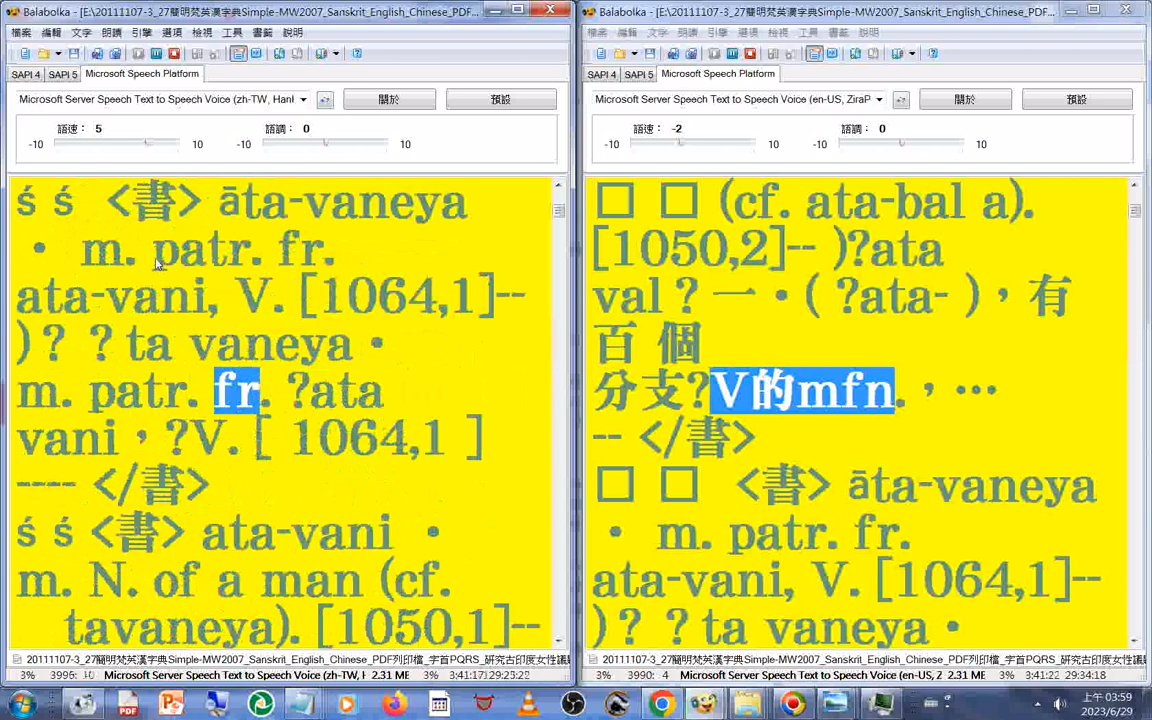 Balabolka - [E:\20111107-3_27簡明梵英漢字典Simple-MW2007_Sanskrit_English_Chinese_PDF...
檔案 編輯 文字 朗讀 引擎 選項 檢視 工具 書籤 說明
SAPI 4 SAPI 5 Microsoft Speech Platform
Microsoft Server Speech Text to Speech Voice (zh-TW, Hanl 關於 預設
語速： 5 語調： 0
-10 10 -10 10
ś ś <書> āta-vaneya
• m. patr. fr.
ata-vani, V. [1064,1]--
)? ? ta vaneya •
m. patr. fr. ?ata
vani，?V. [ 1064,1 ]
---- </書>
ś ś <書> ata-vani •
m. N. of a man (cf.
tavaneya). [1050,1]--
20111107-3_27簡明梵英漢字典Simple-MW2007_Sanskrit_English_Chinese_PDF列印檔_字首PQRS_研究古印度女性議
3% 3995: 10 Microsoft Server Speech Text to Speech Voice (zh-TW, H 2.31 ME 3% 3:41:17/29:23:22
Balabolka - [E:\20111107-3_27簡明梵英漢字典Simple-MW2007_Sanskrit_English_Chinese_PDF...
檔案 編輯 文字 朗讀 引擎 選項 檢視 工具 書籤 說明
SAPI 4 SAPI 5 Microsoft Speech Platform
Microsoft Server Speech Text to Speech Voice (en-US, ZiraP 關於 預設
語速： -2 語調： 0
-10 10 -10 10
□ □ (cf. ata-bal a).
[1050,2]-- )?ata
val ? 一 •( ?ata- )，有
百 個
分支?V的mfn.，…
-- </書>
□ □ <書> āta-vaneya
• m. patr. fr.
ata-vani, V. [1064,1]--
)? ? ta vaneya •
20111107-3_27簡明梵英漢字典Simple-MW2007_Sanskrit_English_Chinese_PDF列印檔_字首PQRS_研究古印度女性議
3% 3990: 4 Microsoft Server Speech Text to Speech Voice (en-US, Z 2.31 ME 3% 3:41:22/29:34:18
上午 03:59
2023/6/29